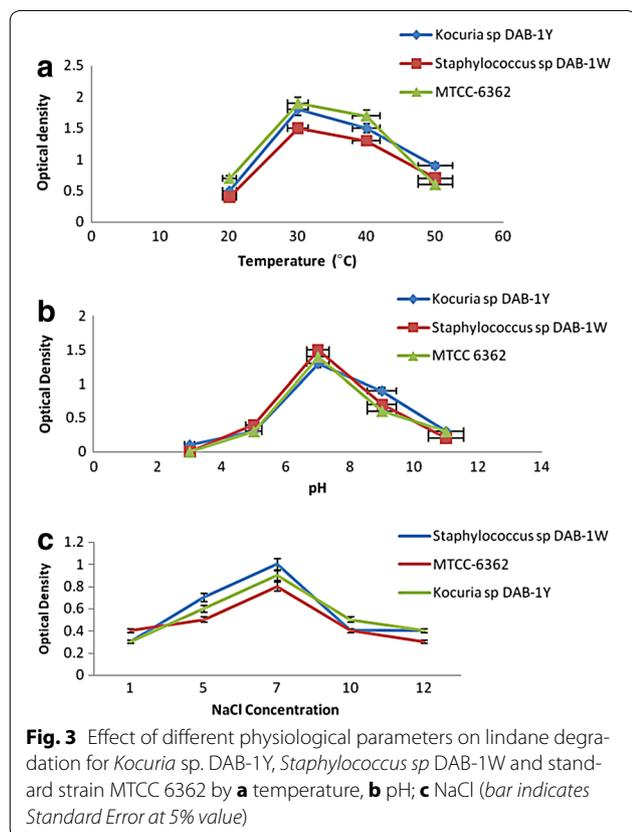 a
Kocuria sp DAB-1Y
Staphylococcus sp DAB-1W
MTCC-6362
Optical density
2.5
2
1.5
1
0.5
0
0 10 20 30 40 50 60
Temperature (°C)
b
Kocuria sp DAB-1Y
Staphylococcus sp DAB-1W
MTCC 6362
Optical Density
2
1.5
1
0.5
0
0 2 4 6 8 10 12 14
pH
c
Staphylococcus sp DAB-1W
MTCC-6362
Kocuria sp DAB-1Y
Optical Density
1.2
1
0.8
0.6
0.4
0.2
0
1 5 7 10 12
NaCl Concentration
Fig. 3 Effect of different physiological parameters on lindane degra-
dation for Kocuria sp. DAB-1Y, Staphylococcus sp DAB-1W and stand-
ard strain MTCC 6362 by a temperature, b pH; c NaCl (bar indicates
Standard Error at 5% value)